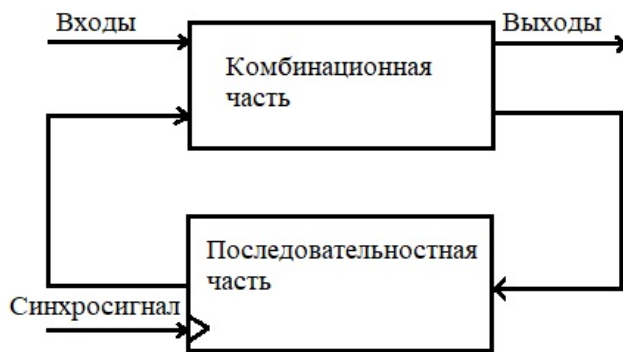 Входы
Выходы
Комбинационная
часть
Последовательностная
часть
Синхросигнал